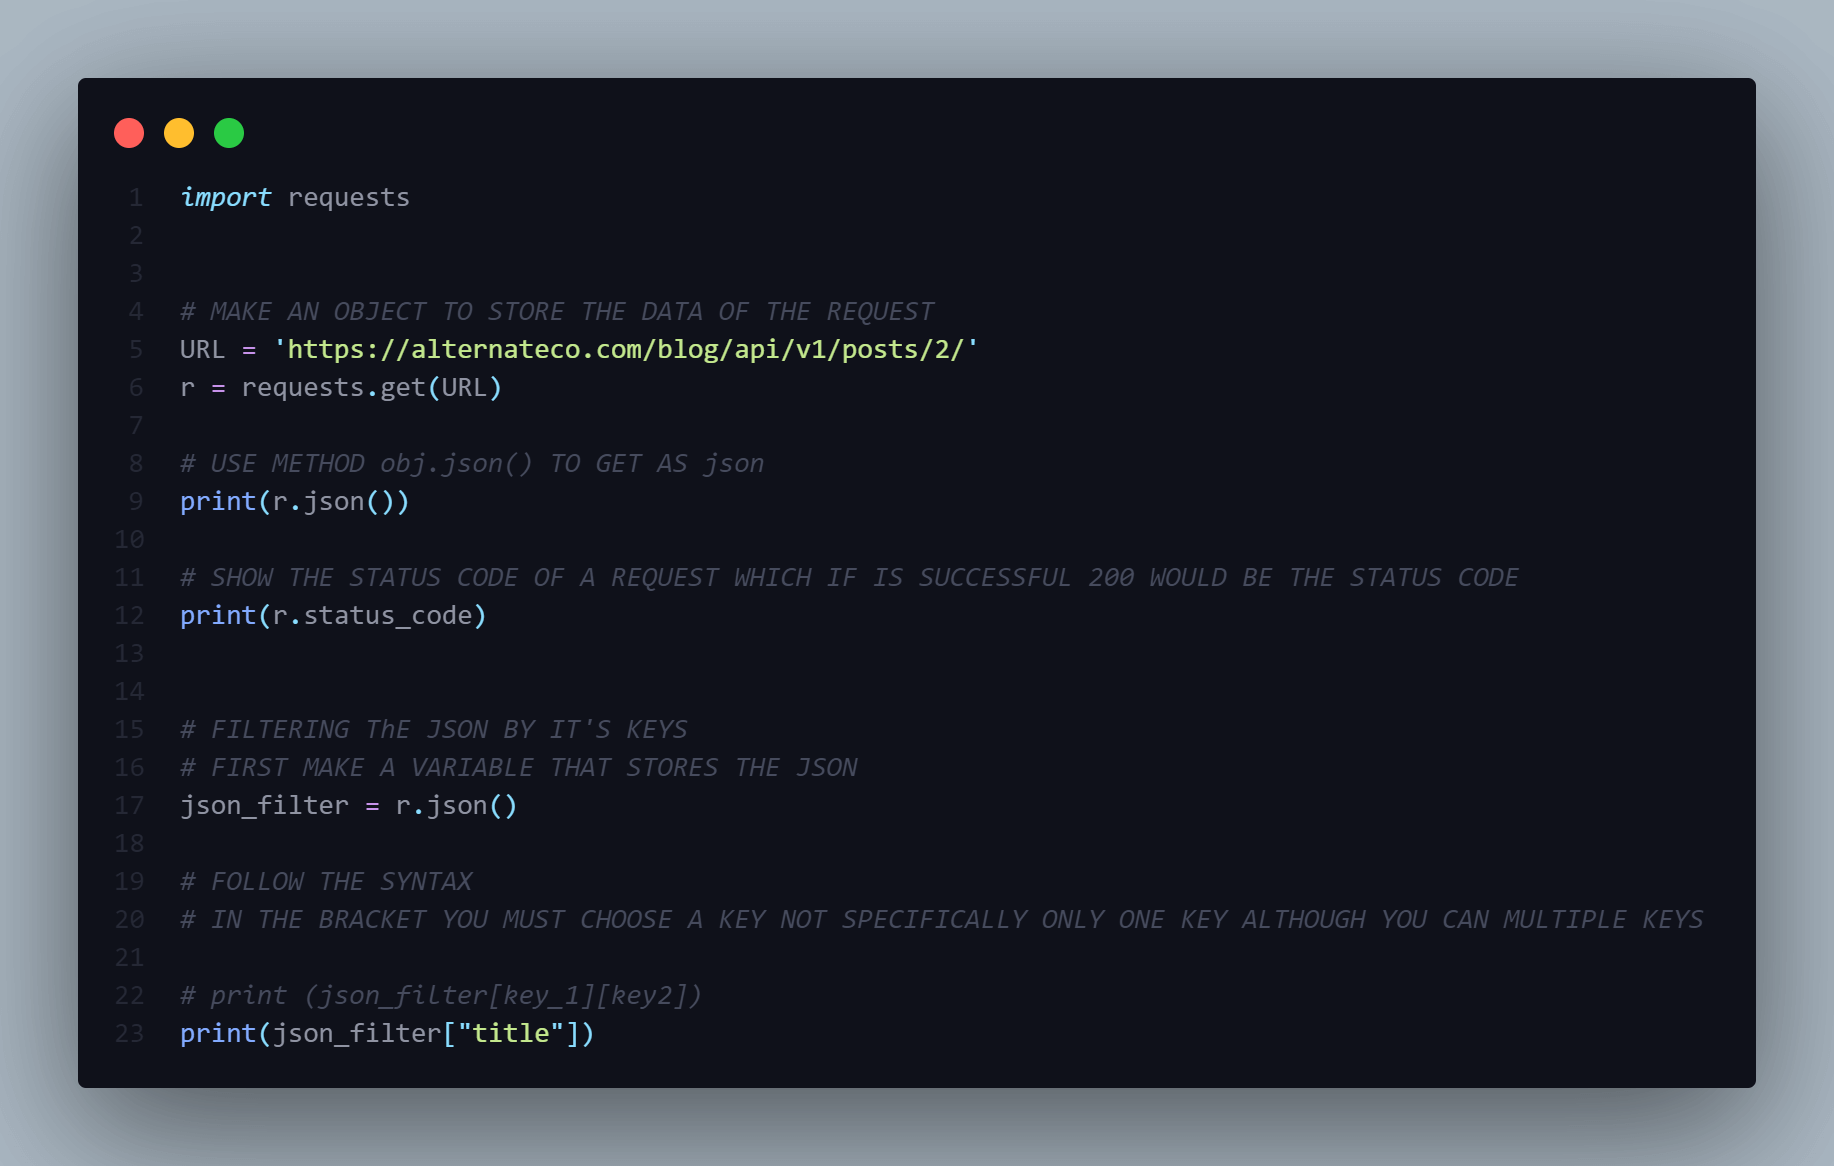 1 import requests
2
3
4 # MAKE AN OBJECT TO STORE THE DATA OF THE REQUEST
5 URL = 'https://alternateco.com/blog/api/v1/posts/2/'
6 r = requests.get(URL)
7
8 # USE METHOD obj.json() TO GET AS json
9 print(r.json())
10
11 # SHOW THE STATUS CODE OF A REQUEST WHICH IF IS SUCCESSFUL 200 WOULD BE THE STATUS CODE
12 print(r.status_code)
13
14
15 # FILTERING ThE JSON BY IT'S KEYS
16 # FIRST MAKE A VARIABLE THAT STORES THE JSON
17 json_filter = r.json()
18
19 # FOLLOW THE SYNTAX
20 # IN THE BRACKET YOU MUST CHOOSE A KEY NOT SPECIFICALLY ONLY ONE KEY ALTHOUGH YOU CAN MULTIPLE KEYS
21
22 # print (json_filter[key_1][key2])
23 print(json_filter["title"])